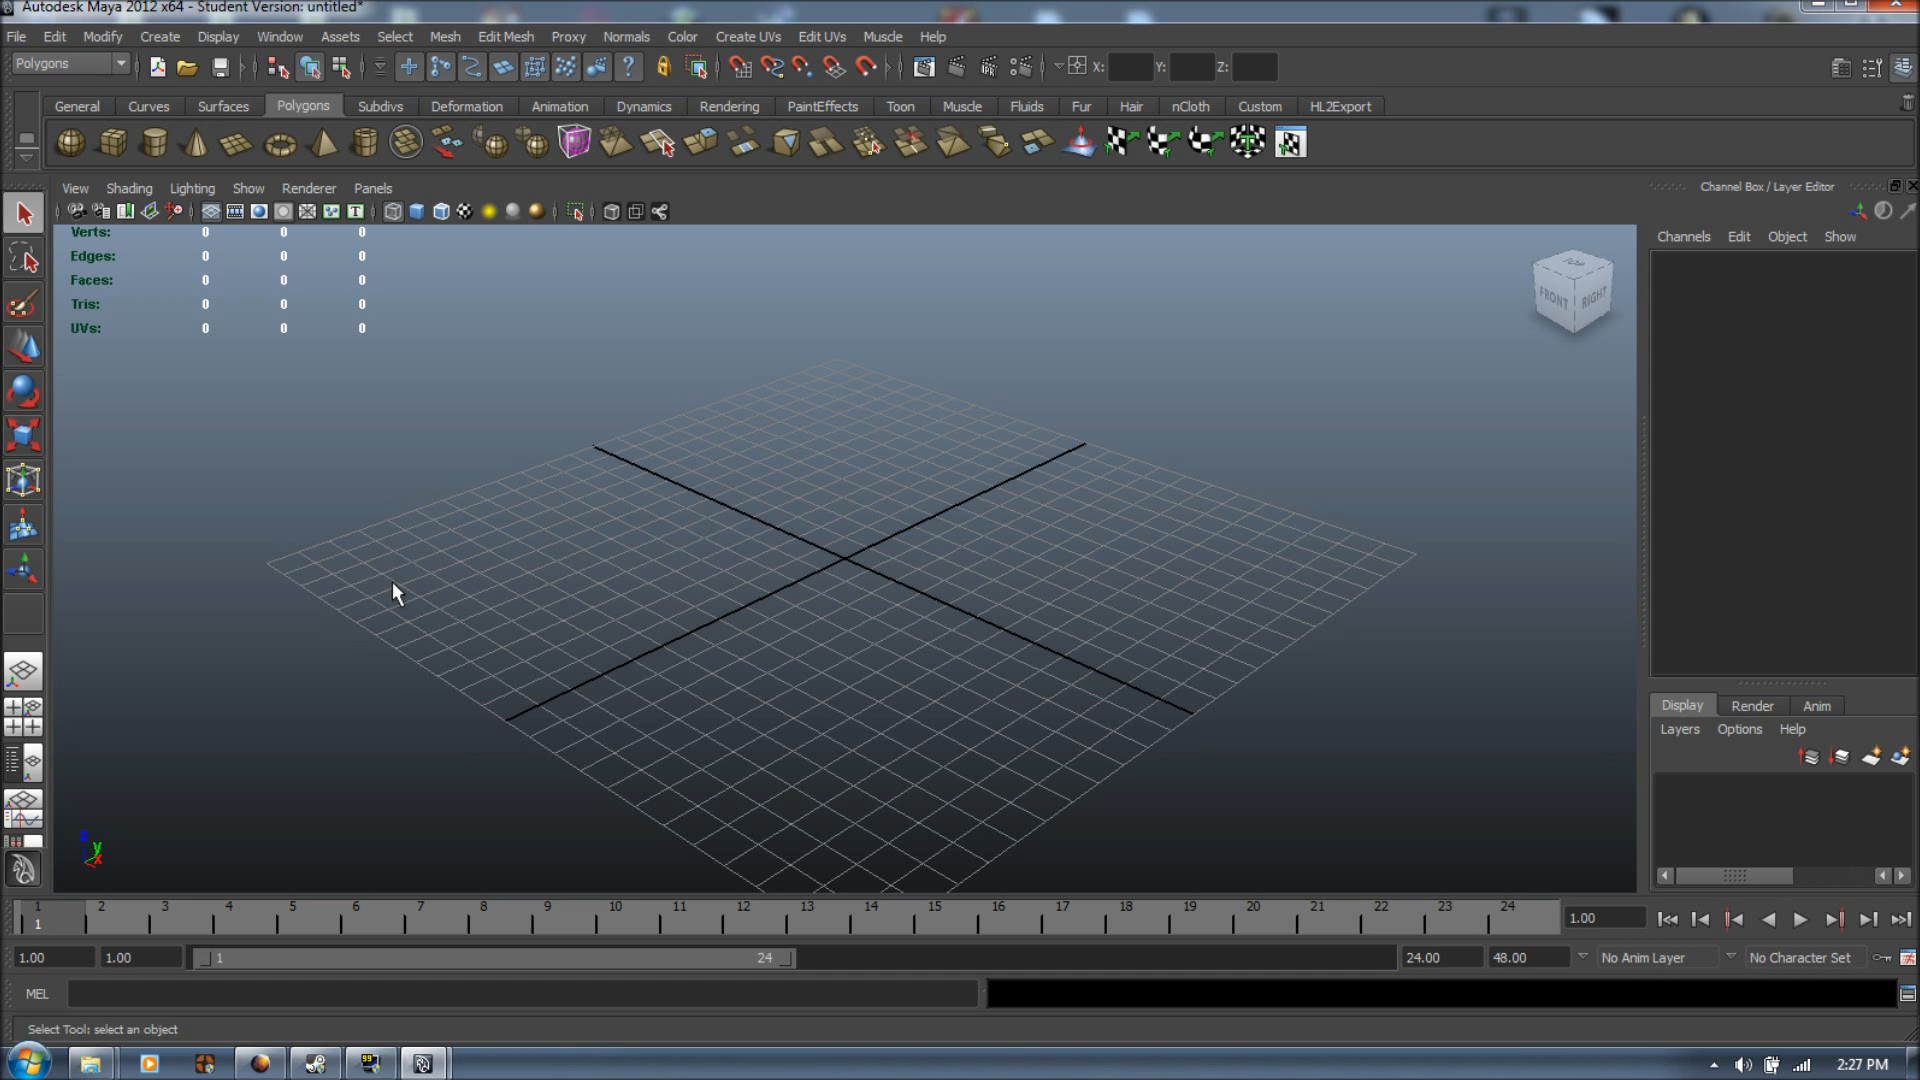 Autodesk Maya 2012 x64 - Student Version: untitled*
File Edit Modify Create Display Window Assets Select Mesh Edit Mesh Proxy Normals Color Create UVs Edit UVs Muscle Help
Polygons X: Y: Z:
General Curves Surfaces Polygons Subdivs Deformation Animation Dynamics Rendering PaintEffects Toon Muscle Fluids Fur Hair nCloth Custom HL2Export
View Shading Lighting Show Renderer Panels
Channel Box / Layer Editor
Channels Edit Object Show
Verts: 0 0 0
Edges: 0 0 0
Faces: 0 0 0
Tris: 0 0 0
UVs: 0 0 0
TOP
FRONT RIGHT
Display Render Anim
Layers Options Help
z
y
x
1 2 3 4 5 6 7 8 9 10 11 12 13 14 15 16 17 18 19 20 21 22 23 24
1 1.00
1.00 1.00 1 24 24.00 48.00 No Anim Layer No Character Set
MEL
Select Tool: select an object
99
2:27 PM